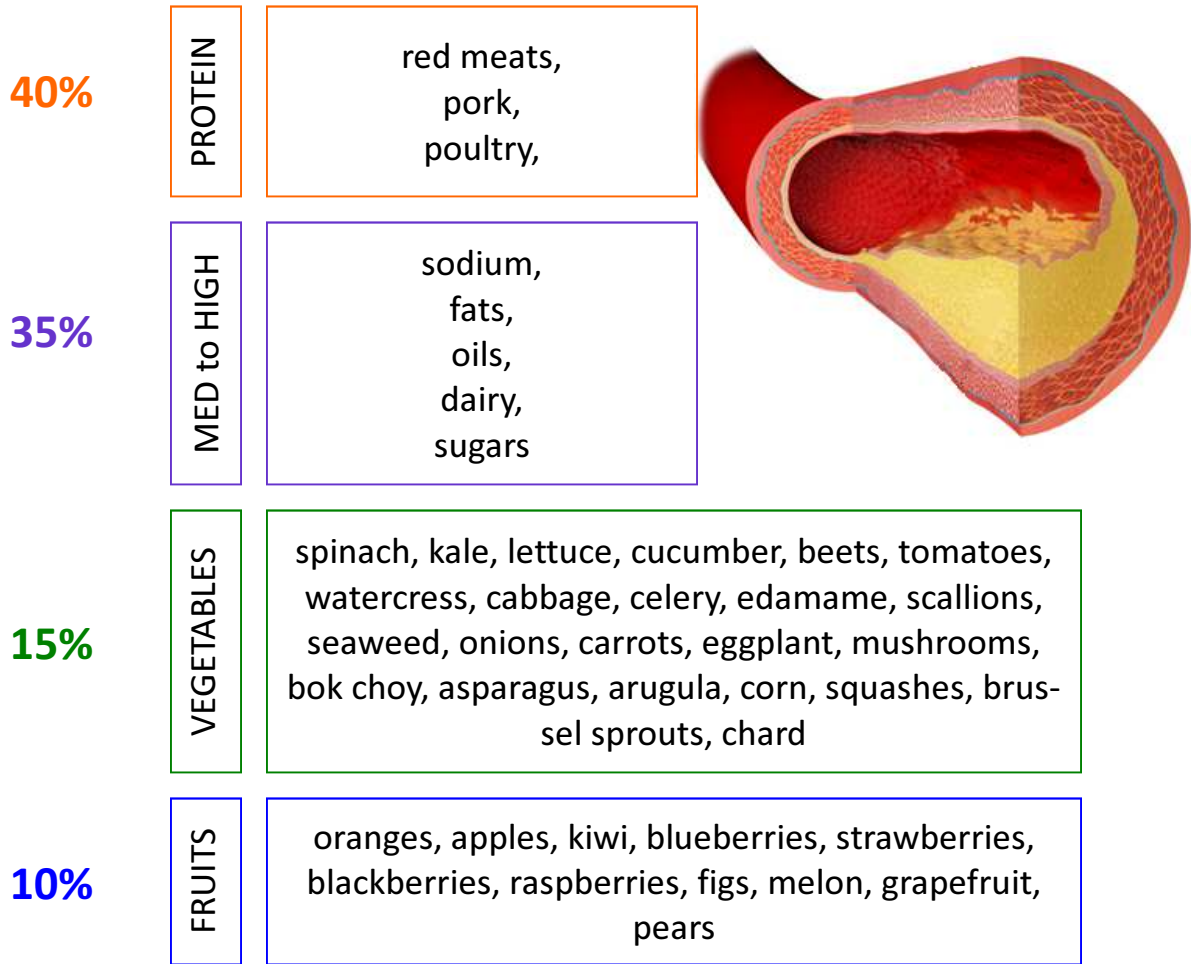 40%
PROTEIN
red meats,
pork,
poultry,
35%
MED to HIGH
sodium,
fats,
oils,
dairy,
sugars
15%
VEGETABLES
spinach, kale, lettuce, cucumber, beets, tomatoes,
watercress, cabbage, celery, edamame, scallions,
seaweed, onions, carrots, eggplant, mushrooms,
bok choy, asparagus, arugula, corn, squashes, brus-
sel sprouts, chard
10%
FRUITS
oranges, apples, kiwi, blueberries, strawberries,
blackberries, raspberries, figs, melon, grapefruit,
pears